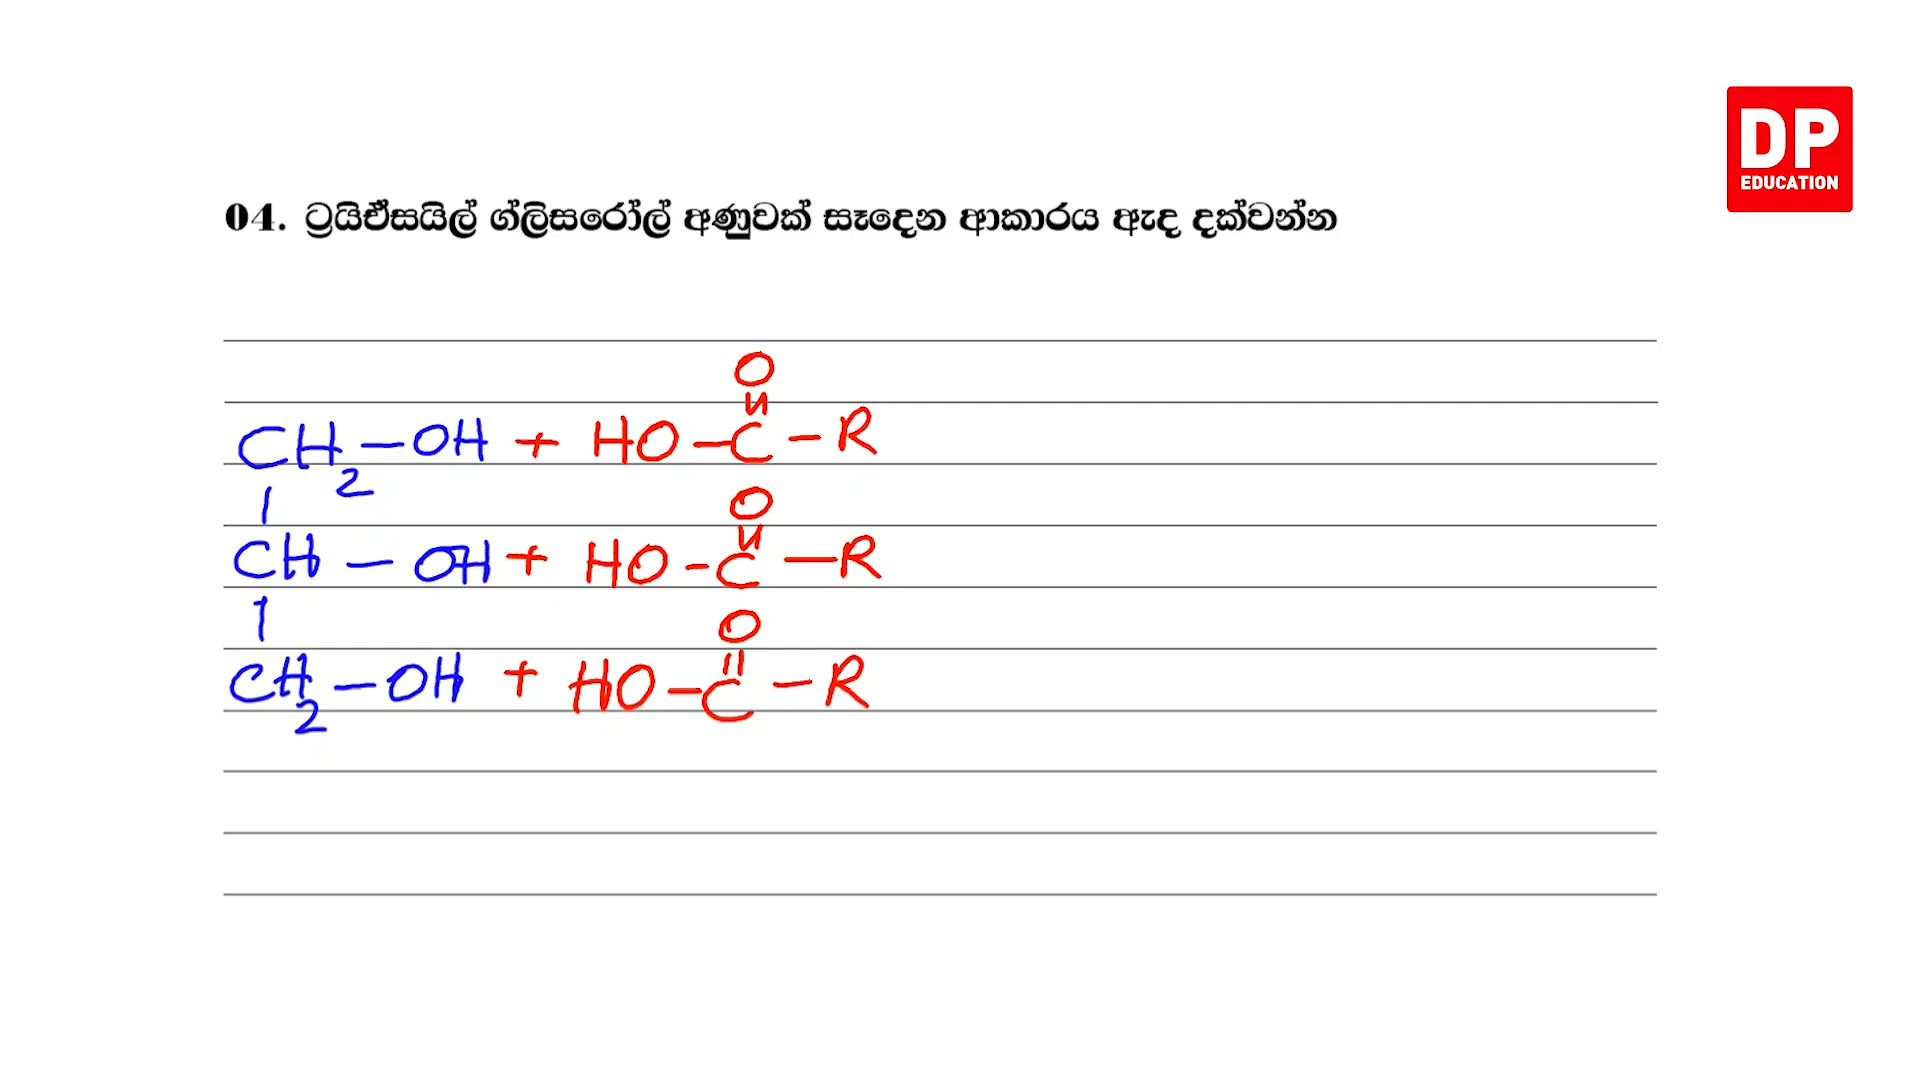 DP
EDUCATION
04. ට්‍රයිඒසයිල් ග්ලිසරෝල් අණුවක් සෑදෙන ආකාරය ඇඳ දක්වන්න
O
CH2 – OH + HO – C – R
O
CH – OH + HO – C – R
O
CH2 – OH + HO – C – R